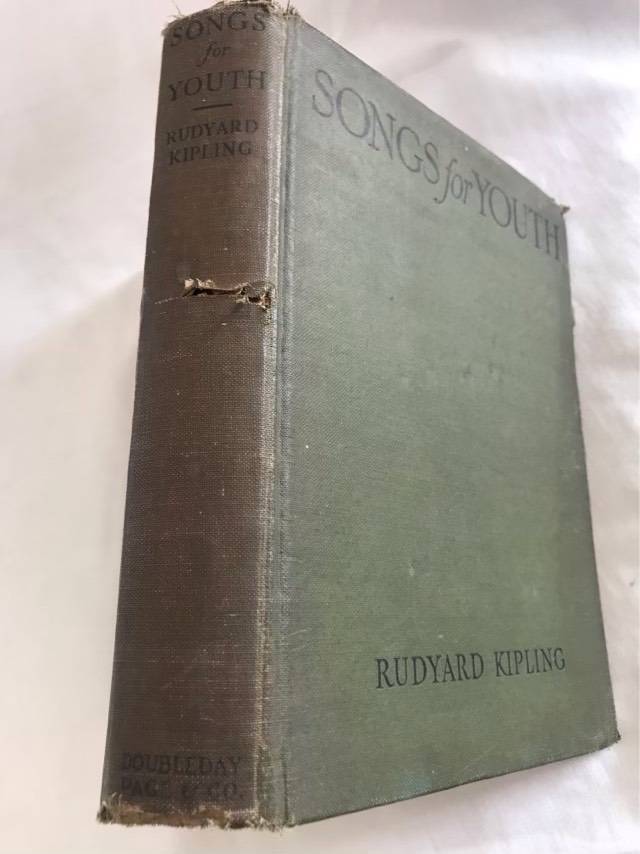 SONGS
for
YOUTH
RUDYARD
KIPLING
DOUBLEDAY
PAGE & CO.
SONGS for YOUTH
RUDYARD KIPLING